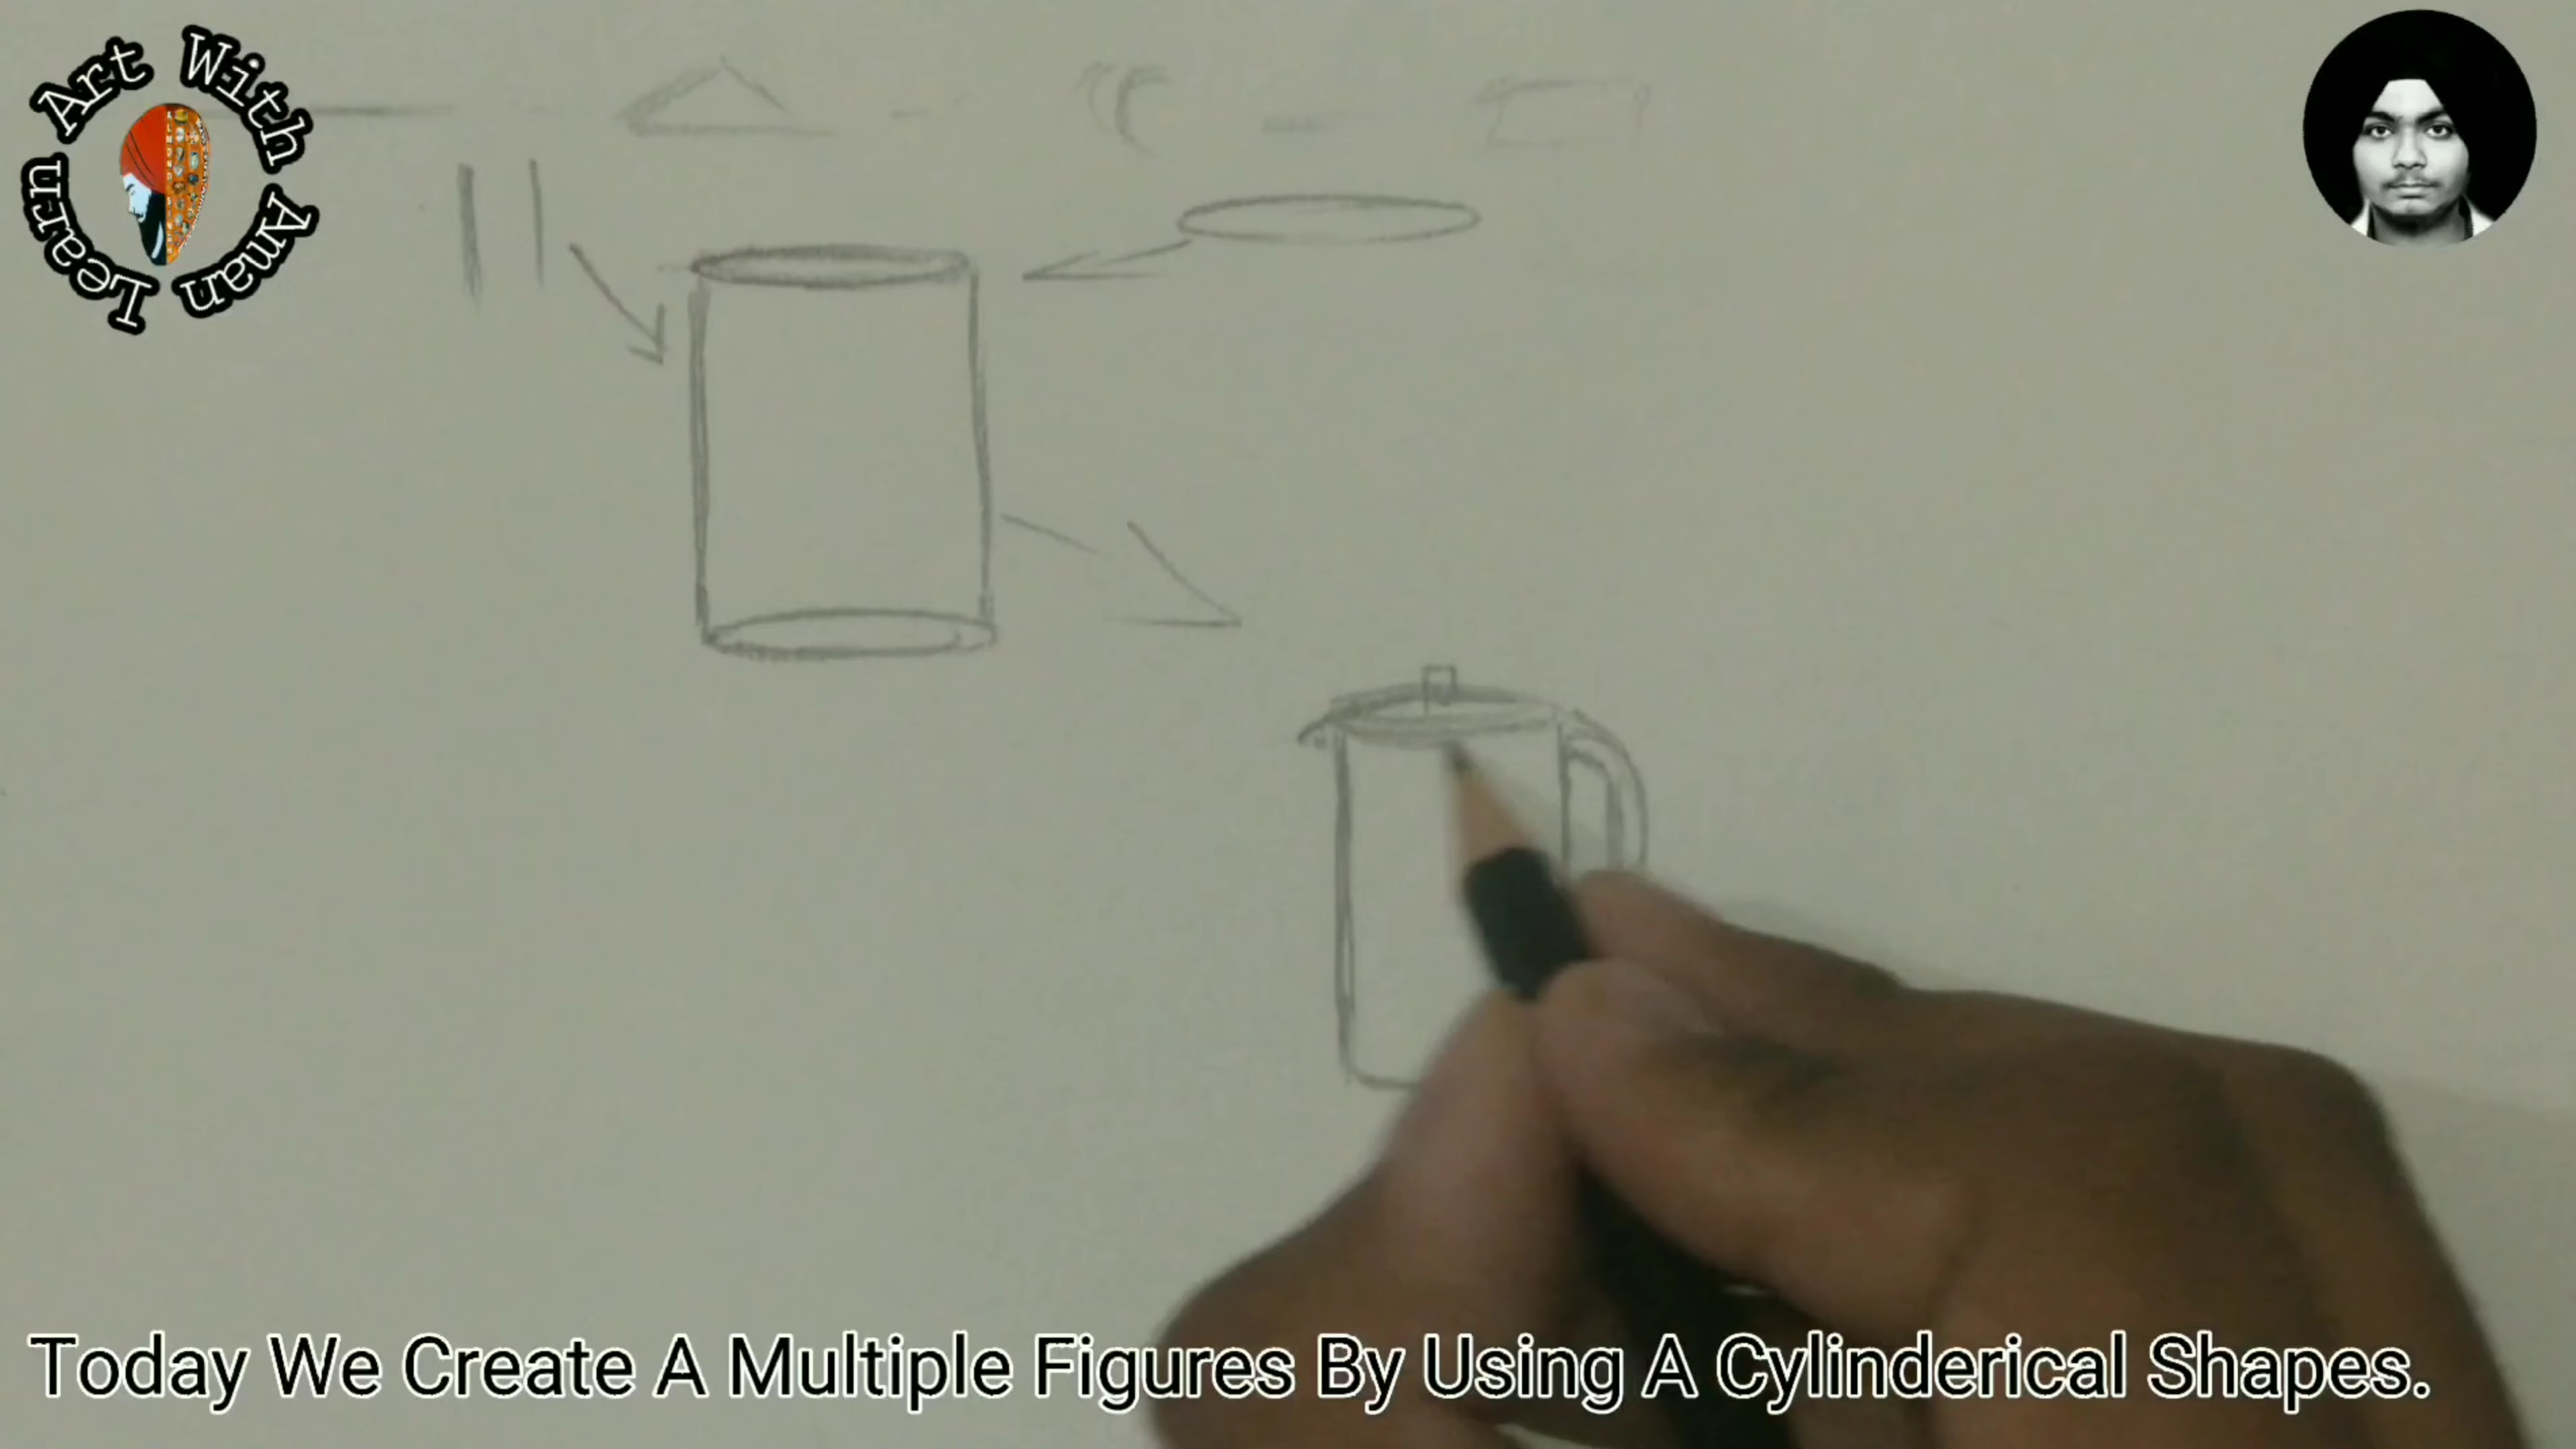 Learn Art With Aman
Today We Create A Multiple Figures By Using A Cylinderical Shapes.